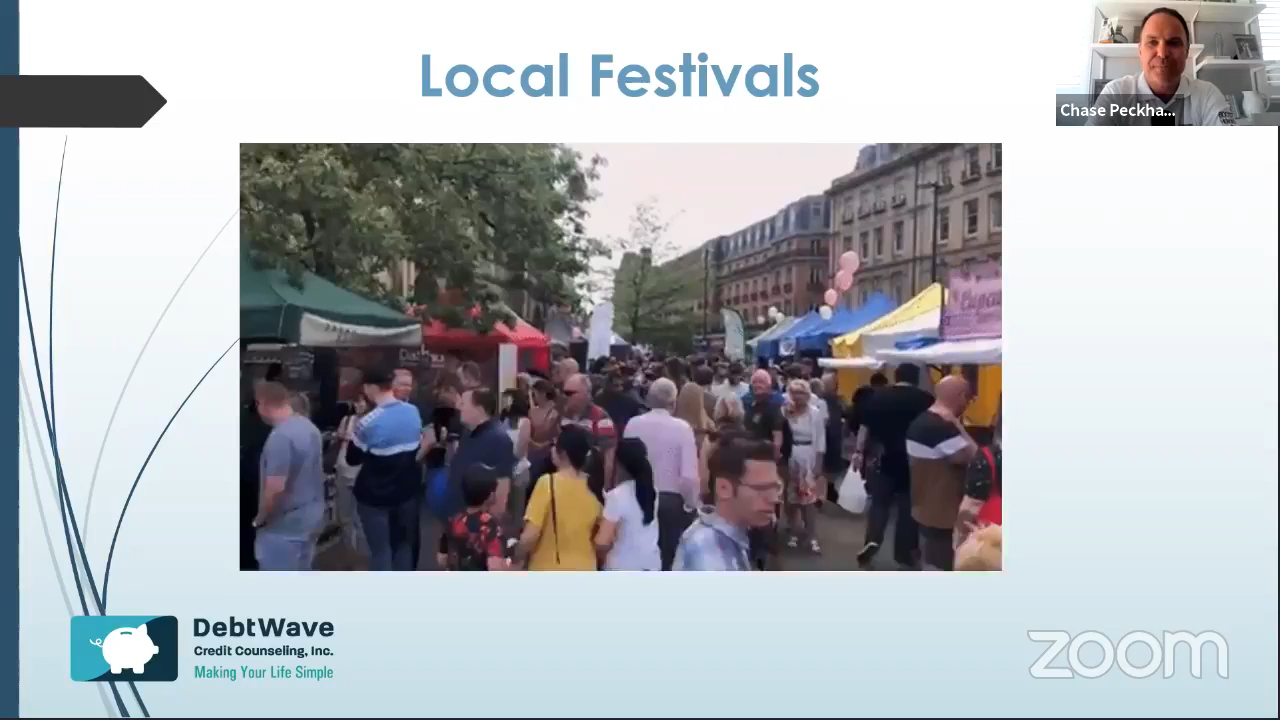 Local Festivals
Chase Peckha...
DebtWave
Credit Counseling, Inc.
Making Your Life Simple
zoom